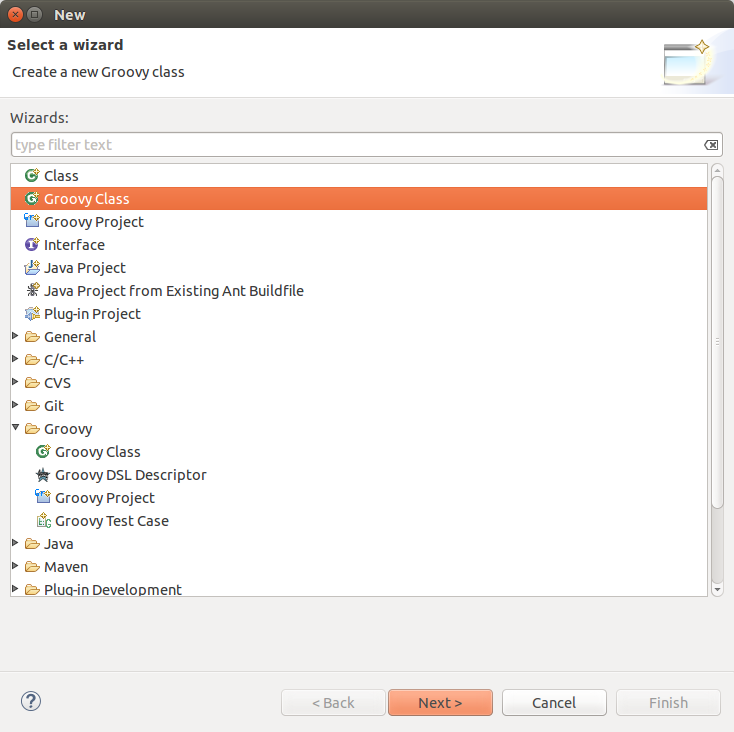 New
Select a wizard
Create a new Groovy class
Wizards:
type filter text
Class
Groovy Class
Groovy Project
Interface
Java Project
Java Project from Existing Ant Buildfile
Plug-in Project
General
C/C++
CVS
Git
Groovy
Groovy Class
Groovy DSL Descriptor
Groovy Project
Groovy Test Case
Java
Maven
Plug-in Development
< Back Next > Cancel Finish